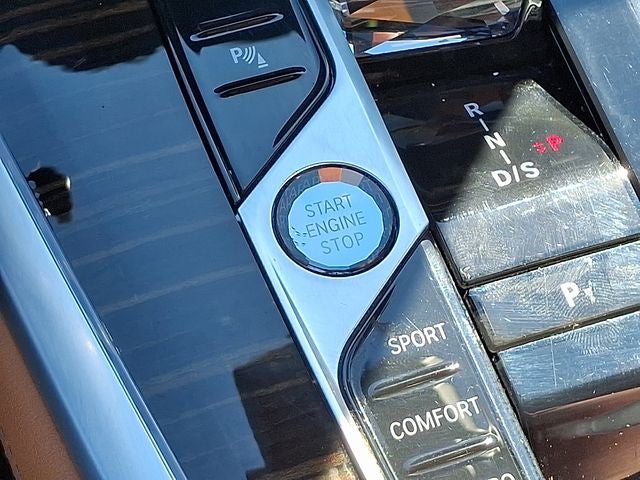 P
R
N
D/S
P
START
ENGINE
STOP
P
SPORT
COMFORT